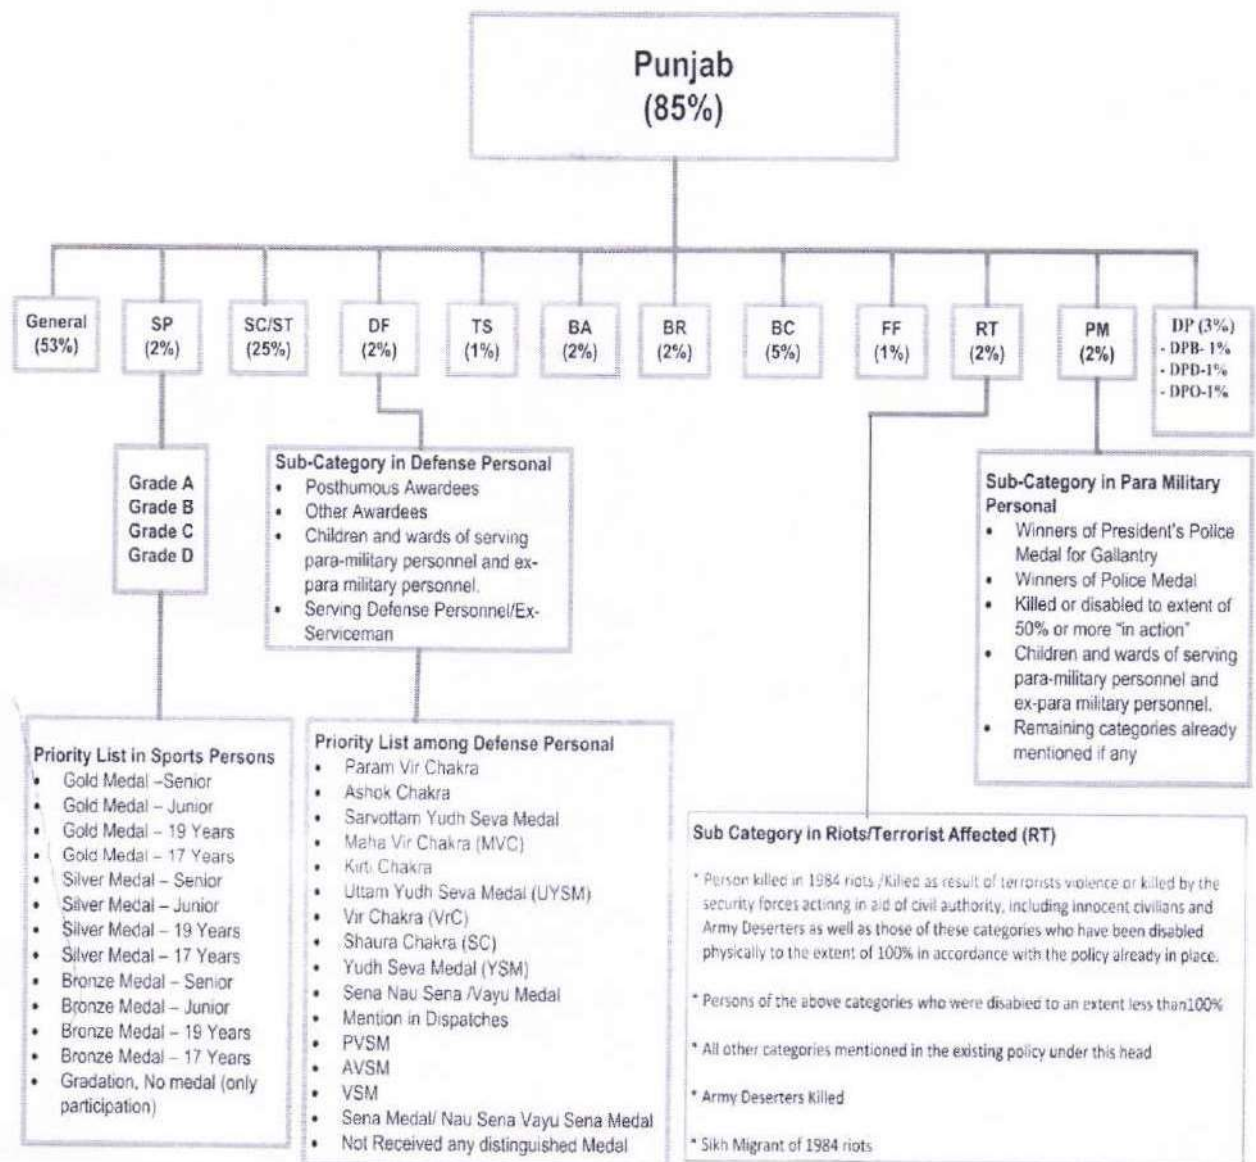 Punjab
(85%)
General
(53%)
SP
(2%)
SC/ST
(25%)
DF
(2%)
TS
(1%)
BA
(2%)
BR
(2%)
BC
(5%)
FF
(1%)
RT
(2%)
PM
(2%)
DP (3%)
- DPB- 1%
- DPD-1%
- DPO-1%
Grade A
Grade B
Grade C
Grade D
Sub-Category in Defense Personal
• Posthumous Awardees
• Other Awardees
• Children and wards of serving
para-military personnel and ex-
para military personnel.
• Serving Defense Personnel/Ex-
Serviceman
Sub-Category in Para Military
Personal
• Winners of President's Police
Medal for Gallantry
• Winners of Police Medal
• Killed or disabled to extent of
50% or more "in action"
• Children and wards of serving
para-military personnel and
ex-para military personnel.
• Remaining categories already
mentioned if any
Priority List in Sports Persons
• Gold Medal –Senior
• Gold Medal – Junior
• Gold Medal – 19 Years
• Gold Medal – 17 Years
• Silver Medal – Senior
• Silver Medal – Junior
• Silver Medal – 19 Years
• Silver Medal – 17 Years
• Bronze Medal – Senior
• Bronze Medal – Junior
• Bronze Medal – 19 Years
• Bronze Medal – 17 Years
• Gradation, No medal (only
participation)
Priority List among Defense Personal
• Param Vir Chakra
• Ashok Chakra
• Sarvottam Yudh Seva Medal
• Maha Vir Chakra (MVC)
• Kirti Chakra
• Uttam Yudh Seva Medal (UYSM)
• Vir Chakra (VrC)
• Shaura Chakra (SC)
• Yudh Seva Medal (YSM)
• Sena Nau Sena /Vayu Medal
• Mention in Dispatches
• PVSM
• AVSM
• VSM
• Sena Medal/ Nau Sena Vayu Sena Medal
• Not Received any distinguished Medal
Sub Category in Riots/Terrorist Affected (RT)
* Person killed in 1984 riots /Killed as result of terrorists violence or killed by the
security forces actinng in aid of civil authority, including innocent civilians and
Army Deserters as well as those of these categories who have been disabled
physically to the extent of 100% in accordance with the policy already in place.
* Persons of the above categories who were disabled to an extent less than100%
* All other categories mentioned in the existing policy under this head
* Army Deserters Killed
* Sikh Migrant of 1984 riots